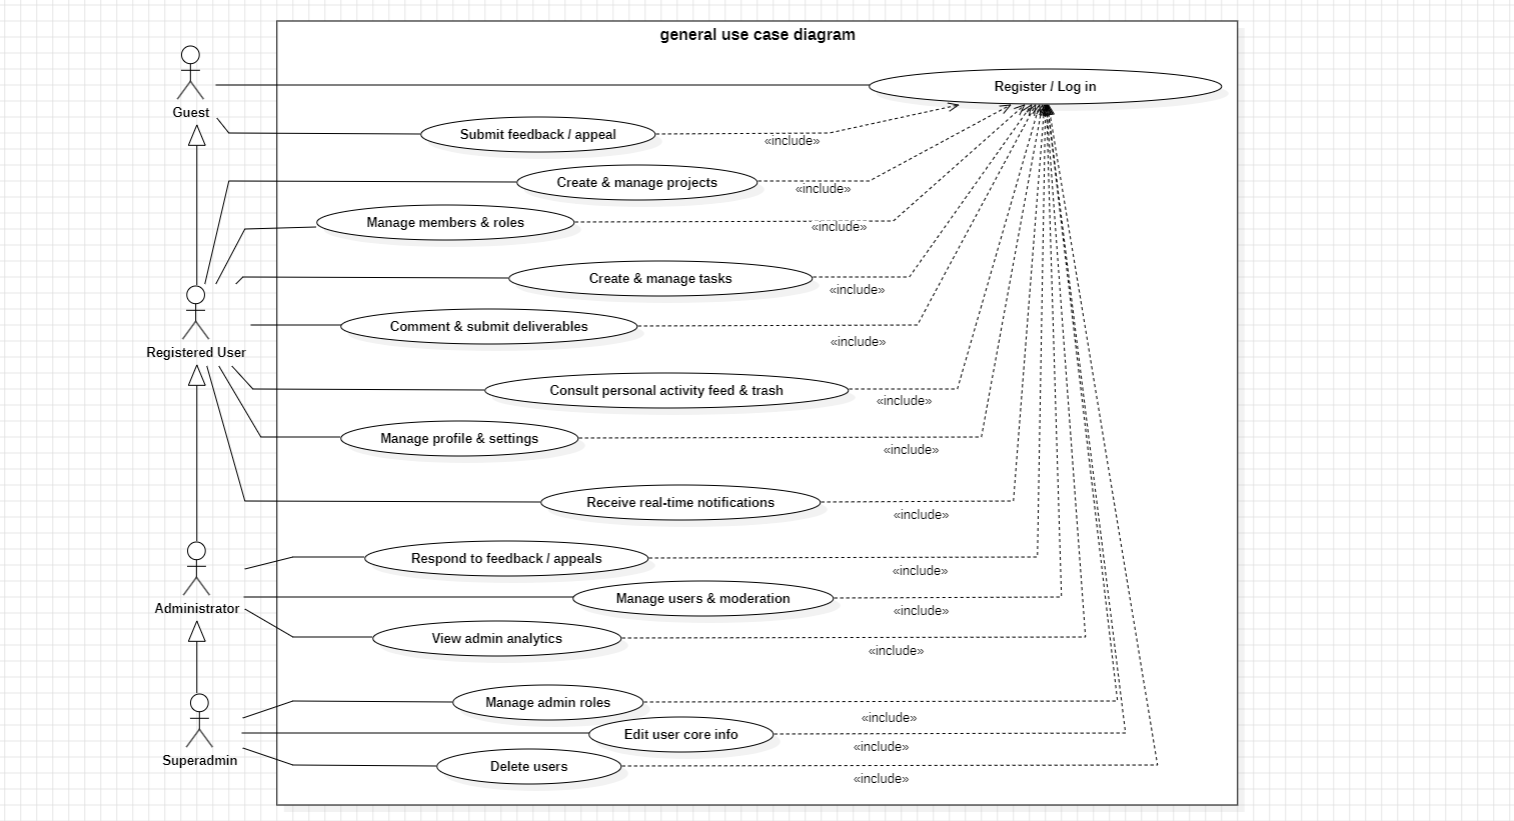 general use case diagram
Register / Log in
Guest
Submit feedback / appeal
«include»
Create & manage projects
«include»
Manage members & roles
«include»
Create & manage tasks
«include»
Comment & submit deliverables
«include»
Registered User
Consult personal activity feed & trash
«include»
Manage profile & settings
«include»
Receive real-time notifications
«include»
Respond to feedback / appeals
«include»
Manage users & moderation
«include»
Administrator
View admin analytics
«include»
Manage admin roles
«include»
Edit user core info
«include»
Superadmin
Delete users
«include»